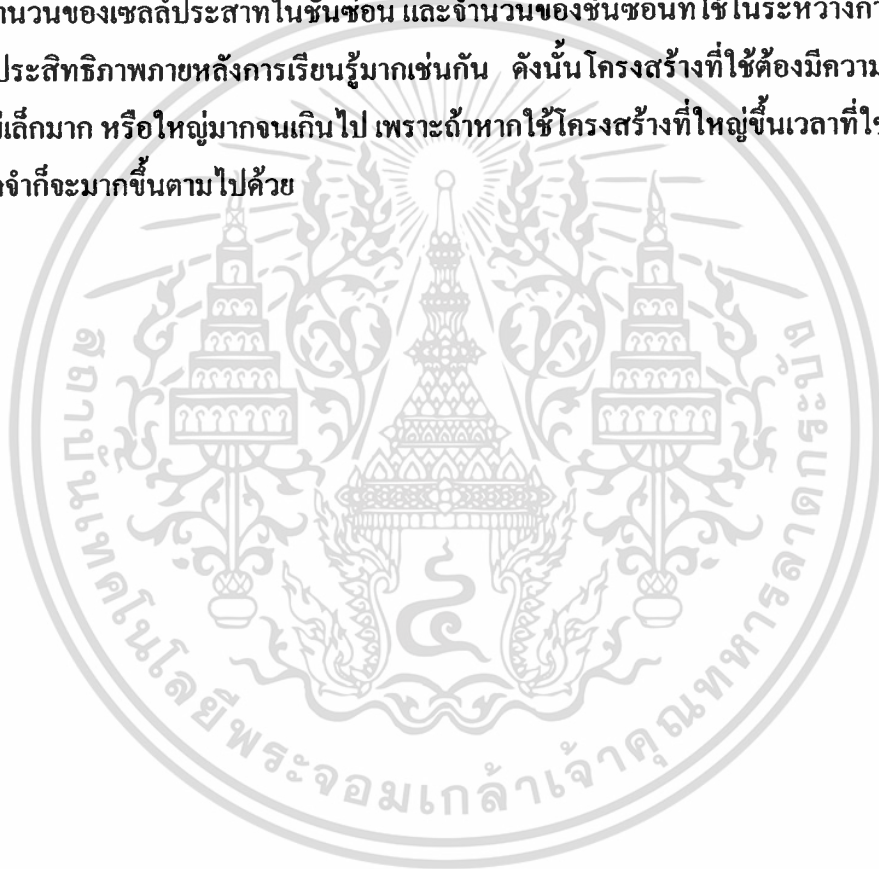 านวนของเซลล์ประสาทในชั้นซ่อน และจำนวนของชั้นซ่อนที่ใช้ในระหว่างกา
ประสิทธิภาพภายหลังการเรียนรู้มากเช่นกัน ดังนั้นโครงสร้างที่ใช้ต้องมีความ
เล็กมาก หรือใหญ่มากจนเกินไป เพราะถ้าหากใช้โครงสร้างที่ใหญ่ขึ้นเวลาที่ใช
จำก็จะมากขึ้นตามไปด้วย
สถาบันเทคโนโลยีพระจอมเกล้าเจ้าคุณทหารลาดกระบัง
๔